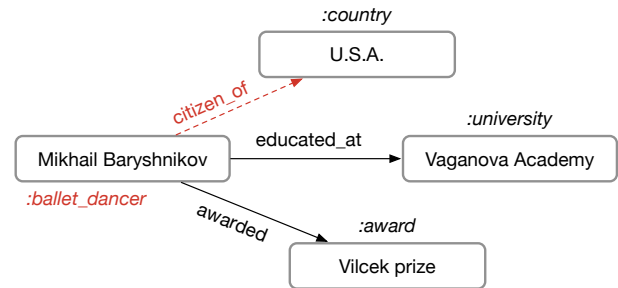 :country
U.S.A.
citizen_of
:university
educated_at
Mikhail Baryshnikov
Vaganova Academy
:ballet_dancer
awarded
:award
Vilcek prize